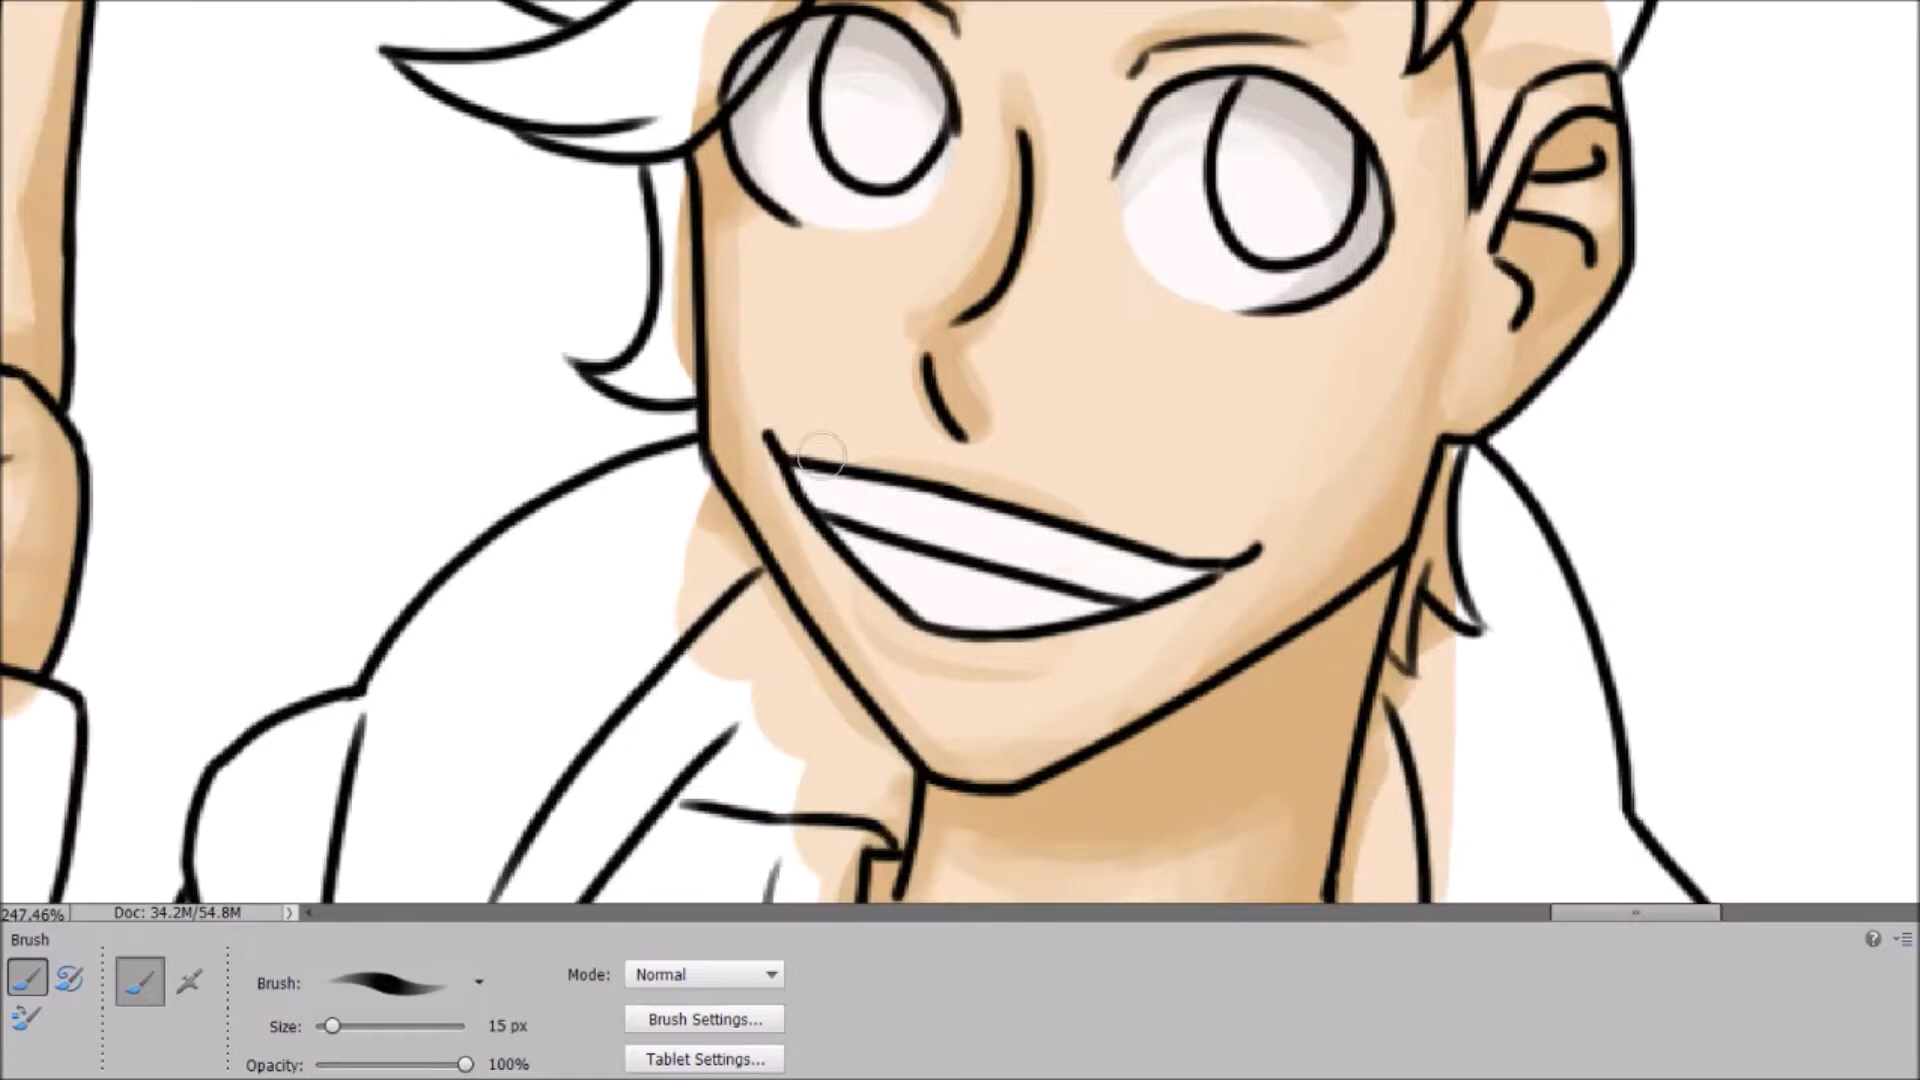 247.46%
Doc: 34.2M/54.8M
Brush
Brush:
Mode:
Normal
Size:
15 px
Brush Settings...
Opacity:
100%
Tablet Settings...